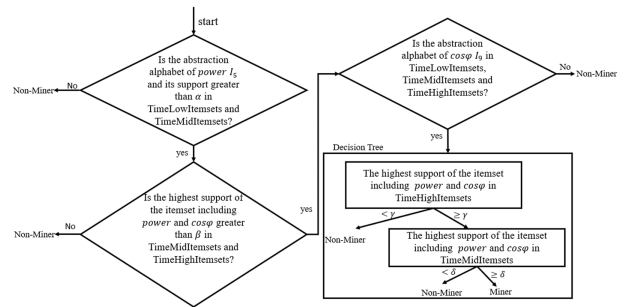 start
Is the abstraction
alphabet of power I₅
and its support greater
than α in
TimeLowItemsets and
TimeMidItemsets?
No
Non-Miner
yes
Is the highest support of
the itemset including
power and cosφ greater
than β in
TimeMidItemsets and
TimeHighItemsets?
No
Non-Miner
yes
Is the abstraction
alphabet of cosφ I₉ in
TimeLowItemsets,
TimeMidItemsets and
TimeHighItemsets?
No
Non-Miner
yes
Decision Tree
The highest support of the itemset
including power and cosφ in
TimeHighItemsets
< γ
≥ γ
Non-Miner
The highest support of the itemset
including power and cosφ in
TimeMidItemsets
< δ
≥ δ
Non-Miner
Miner